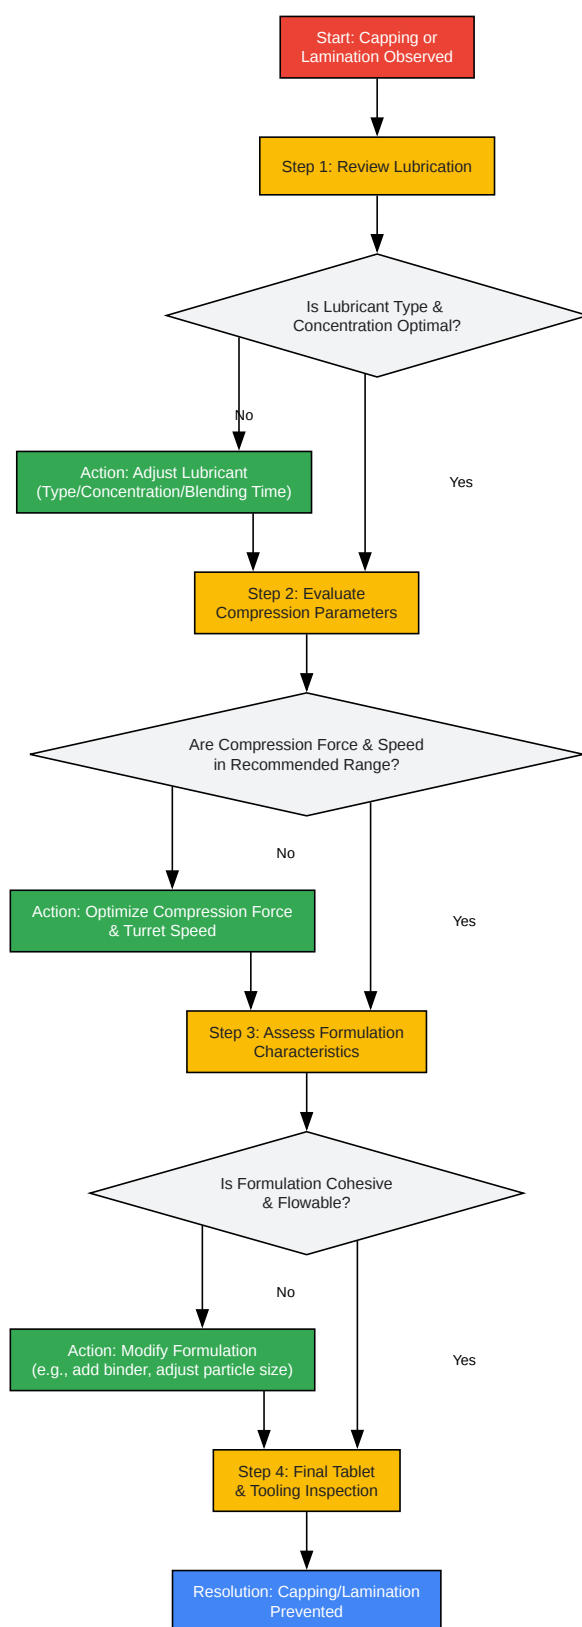 Start: Capping or
Lamination Observed
Step 1: Review Lubrication
Is Lubricant Type &
Concentration Optimal?
No
Action: Adjust Lubricant
(Type/Concentration/Blending Time)
Yes
Step 2: Evaluate
Compression Parameters
Are Compression Force & Speed
in Recommended Range?
No
Action: Optimize Compression Force
& Turret Speed
Yes
Step 3: Assess Formulation
Characteristics
Is Formulation Cohesive
& Flowable?
No
Action: Modify Formulation
(e.g., add binder, adjust particle size)
Yes
Step 4: Final Tablet
& Tooling Inspection
Resolution: Capping/Lamination
Prevented